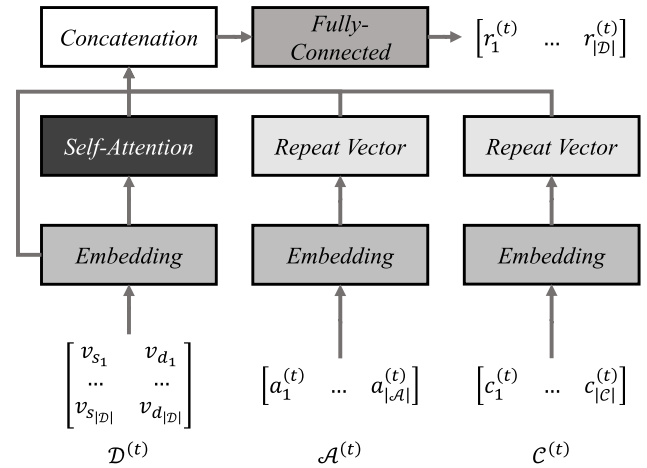 Concatenation
Fully-
Connected
[r_1^{(t)} … r_{|𝒟|}^{(t)}]
Self-Attention
Repeat Vector
Repeat Vector
Embedding
Embedding
Embedding
[v_{s_1} v_{d_1}
… …
v_{s_{|𝒟|}} v_{d_{|𝒟|}}]
[a_1^{(t)} … a_{|𝒜|}^{(t)}]
[c_1^{(t)} … c_{|𝒞|}^{(t)}]
𝒟^{(t)}
𝒜^{(t)}
𝒞^{(t)}